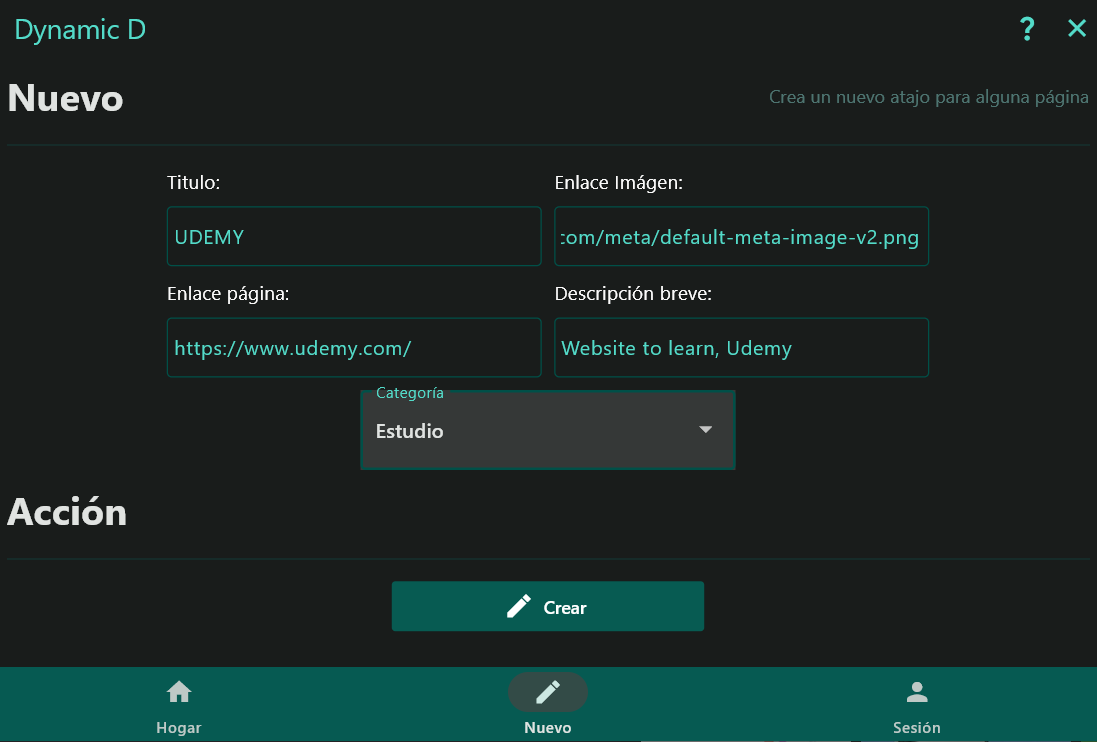 Dynamic D
?
Nuevo
Crea un nuevo atajo para alguna página
Titulo:
Enlace Imágen:
UDEMY
com/meta/default-meta-image-v2.png
Enlace página:
Descripción breve:
https://www.udemy.com/
Website to learn, Udemy
Categoría
Estudio
Acción
Crear
Hogar
Nuevo
Sesión